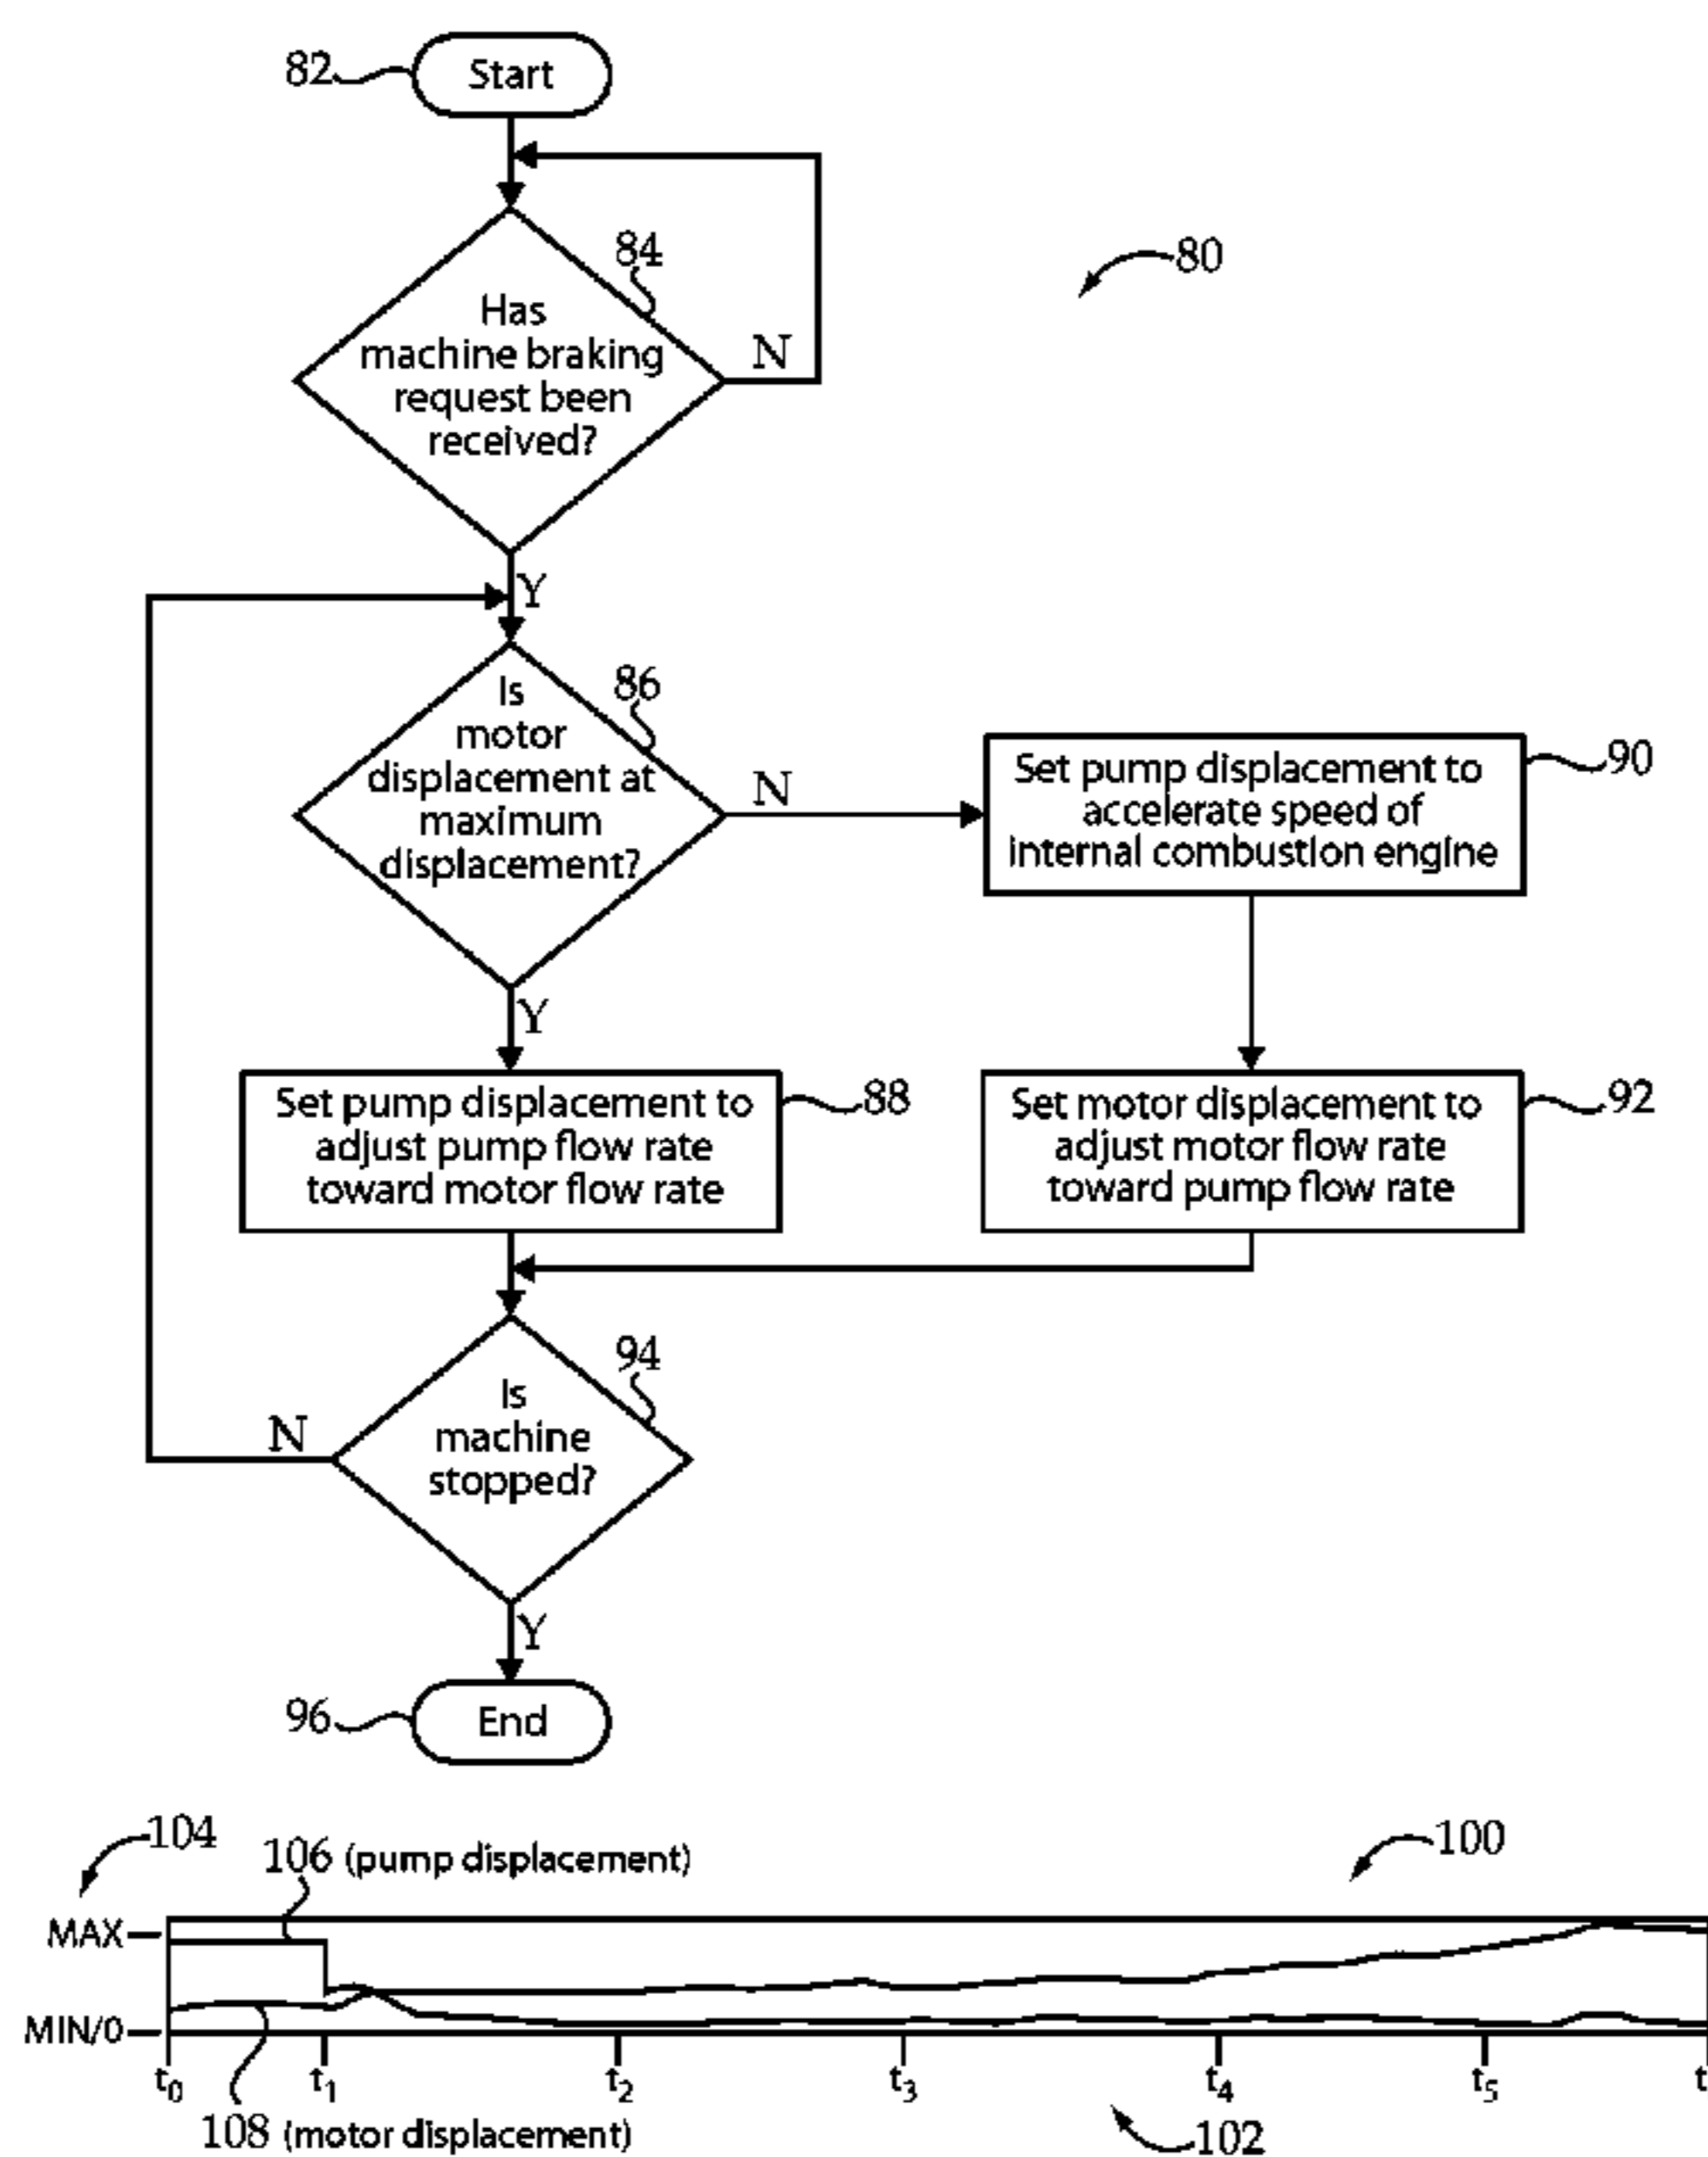 82
Start
84
80
Has
machine braking
request been
received?
N
Y
86
Is
motor
displacement at
maximum
displacement?
N
Set pump displacement to
accelerate speed of
internal combustion engine
90
Y
Set pump displacement to
adjust pump flow rate
toward motor flow rate
88
Set motor displacement to
adjust motor flow rate
toward pump flow rate
92
94
Is
machine
stopped?
N
Y
96
End
104
106 (pump displacement)
100
MAX
MIN/0
t0 t1 t2 t3 t4 t5 t
108 (motor displacement)
102